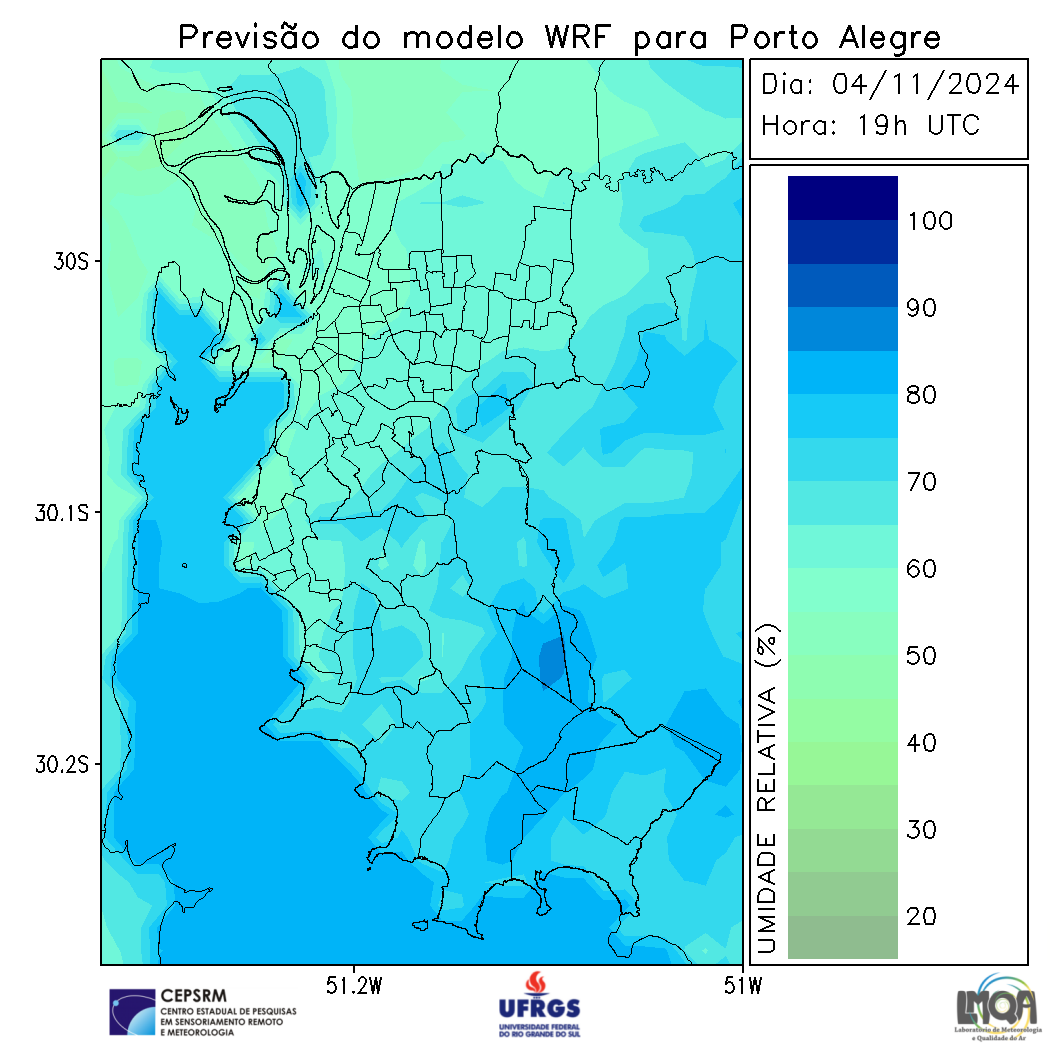 Previsão do modelo WRF para Porto Alegre
Dia: 04/11/2024
Hora: 19h UTC
30S
30.1S
30.2S
51.2W
51W
100
90
80
70
60
50
40
30
20
UMIDADE RELATIVA (%)
CEPSRM
CENTRO ESTADUAL DE PESQUISAS
EM SENSORIAMENTO REMOTO
E METEOROLOGIA
UFRGS
UNIVERSIDADE FEDERAL
DO RIO GRANDE DO SUL
LMQA
Laboratório de Meteorologia
e Qualidade do Ar